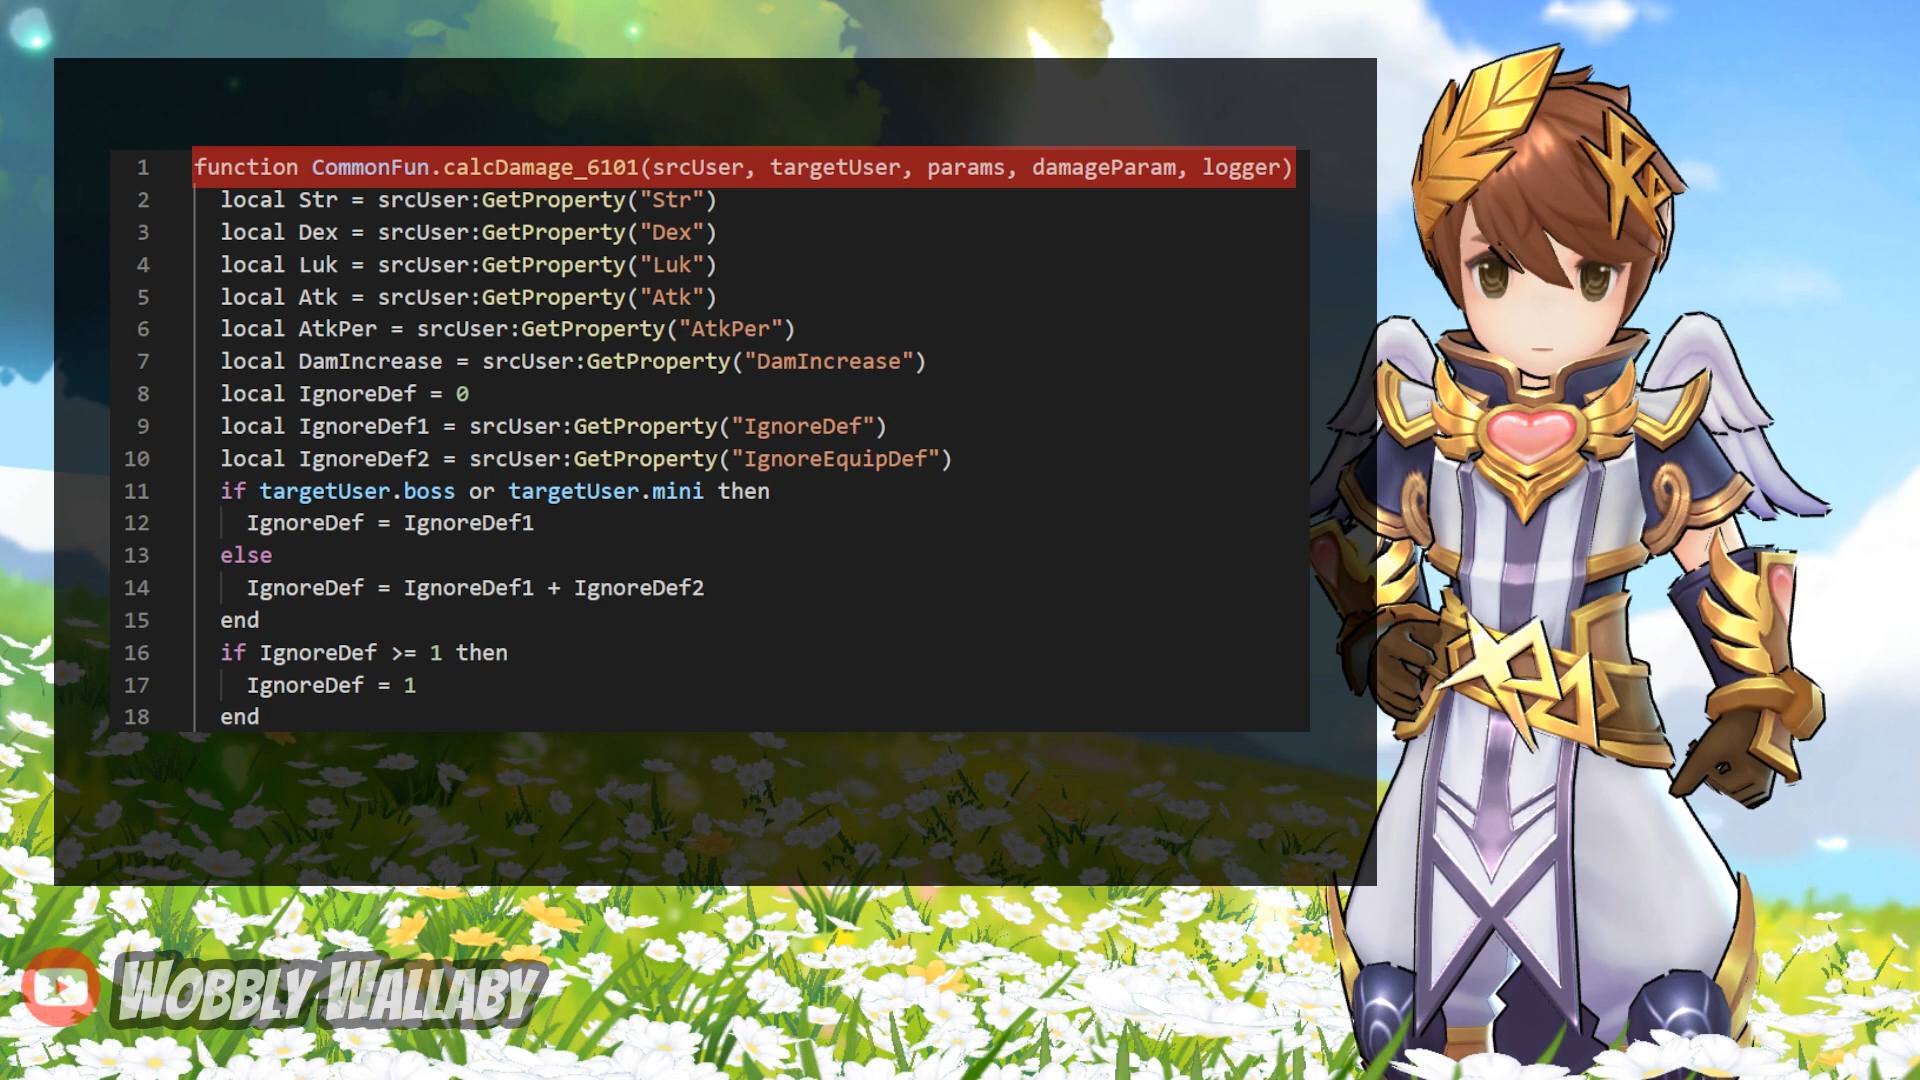 1 function CommonFun.calcDamage_6101(srcUser, targetUser, params, damageParam, logger)
2 local Str = srcUser:GetProperty("Str")
3 local Dex = srcUser:GetProperty("Dex")
4 local Luk = srcUser:GetProperty("Luk")
5 local Atk = srcUser:GetProperty("Atk")
6 local AtkPer = srcUser:GetProperty("AtkPer")
7 local DamIncrease = srcUser:GetProperty("DamIncrease")
8 local IgnoreDef = 0
9 local IgnoreDef1 = srcUser:GetProperty("IgnoreDef")
10 local IgnoreDef2 = srcUser:GetProperty("IgnoreEquipDef")
11 if targetUser.boss or targetUser.mini then
12 IgnoreDef = IgnoreDef1
13 else
14 IgnoreDef = IgnoreDef1 + IgnoreDef2
15 end
16 if IgnoreDef >= 1 then
17 IgnoreDef = 1
18 end
WOBBLY WALLABY